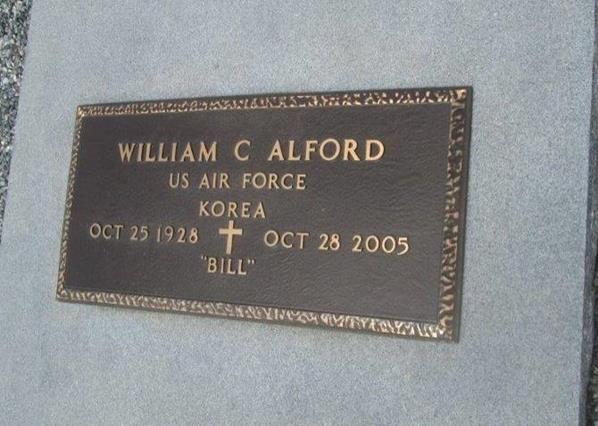 WILLIAM C ALFORD
US AIR FORCE
KOREA
OCT 25 1928 OCT 28 2005
"BILL"